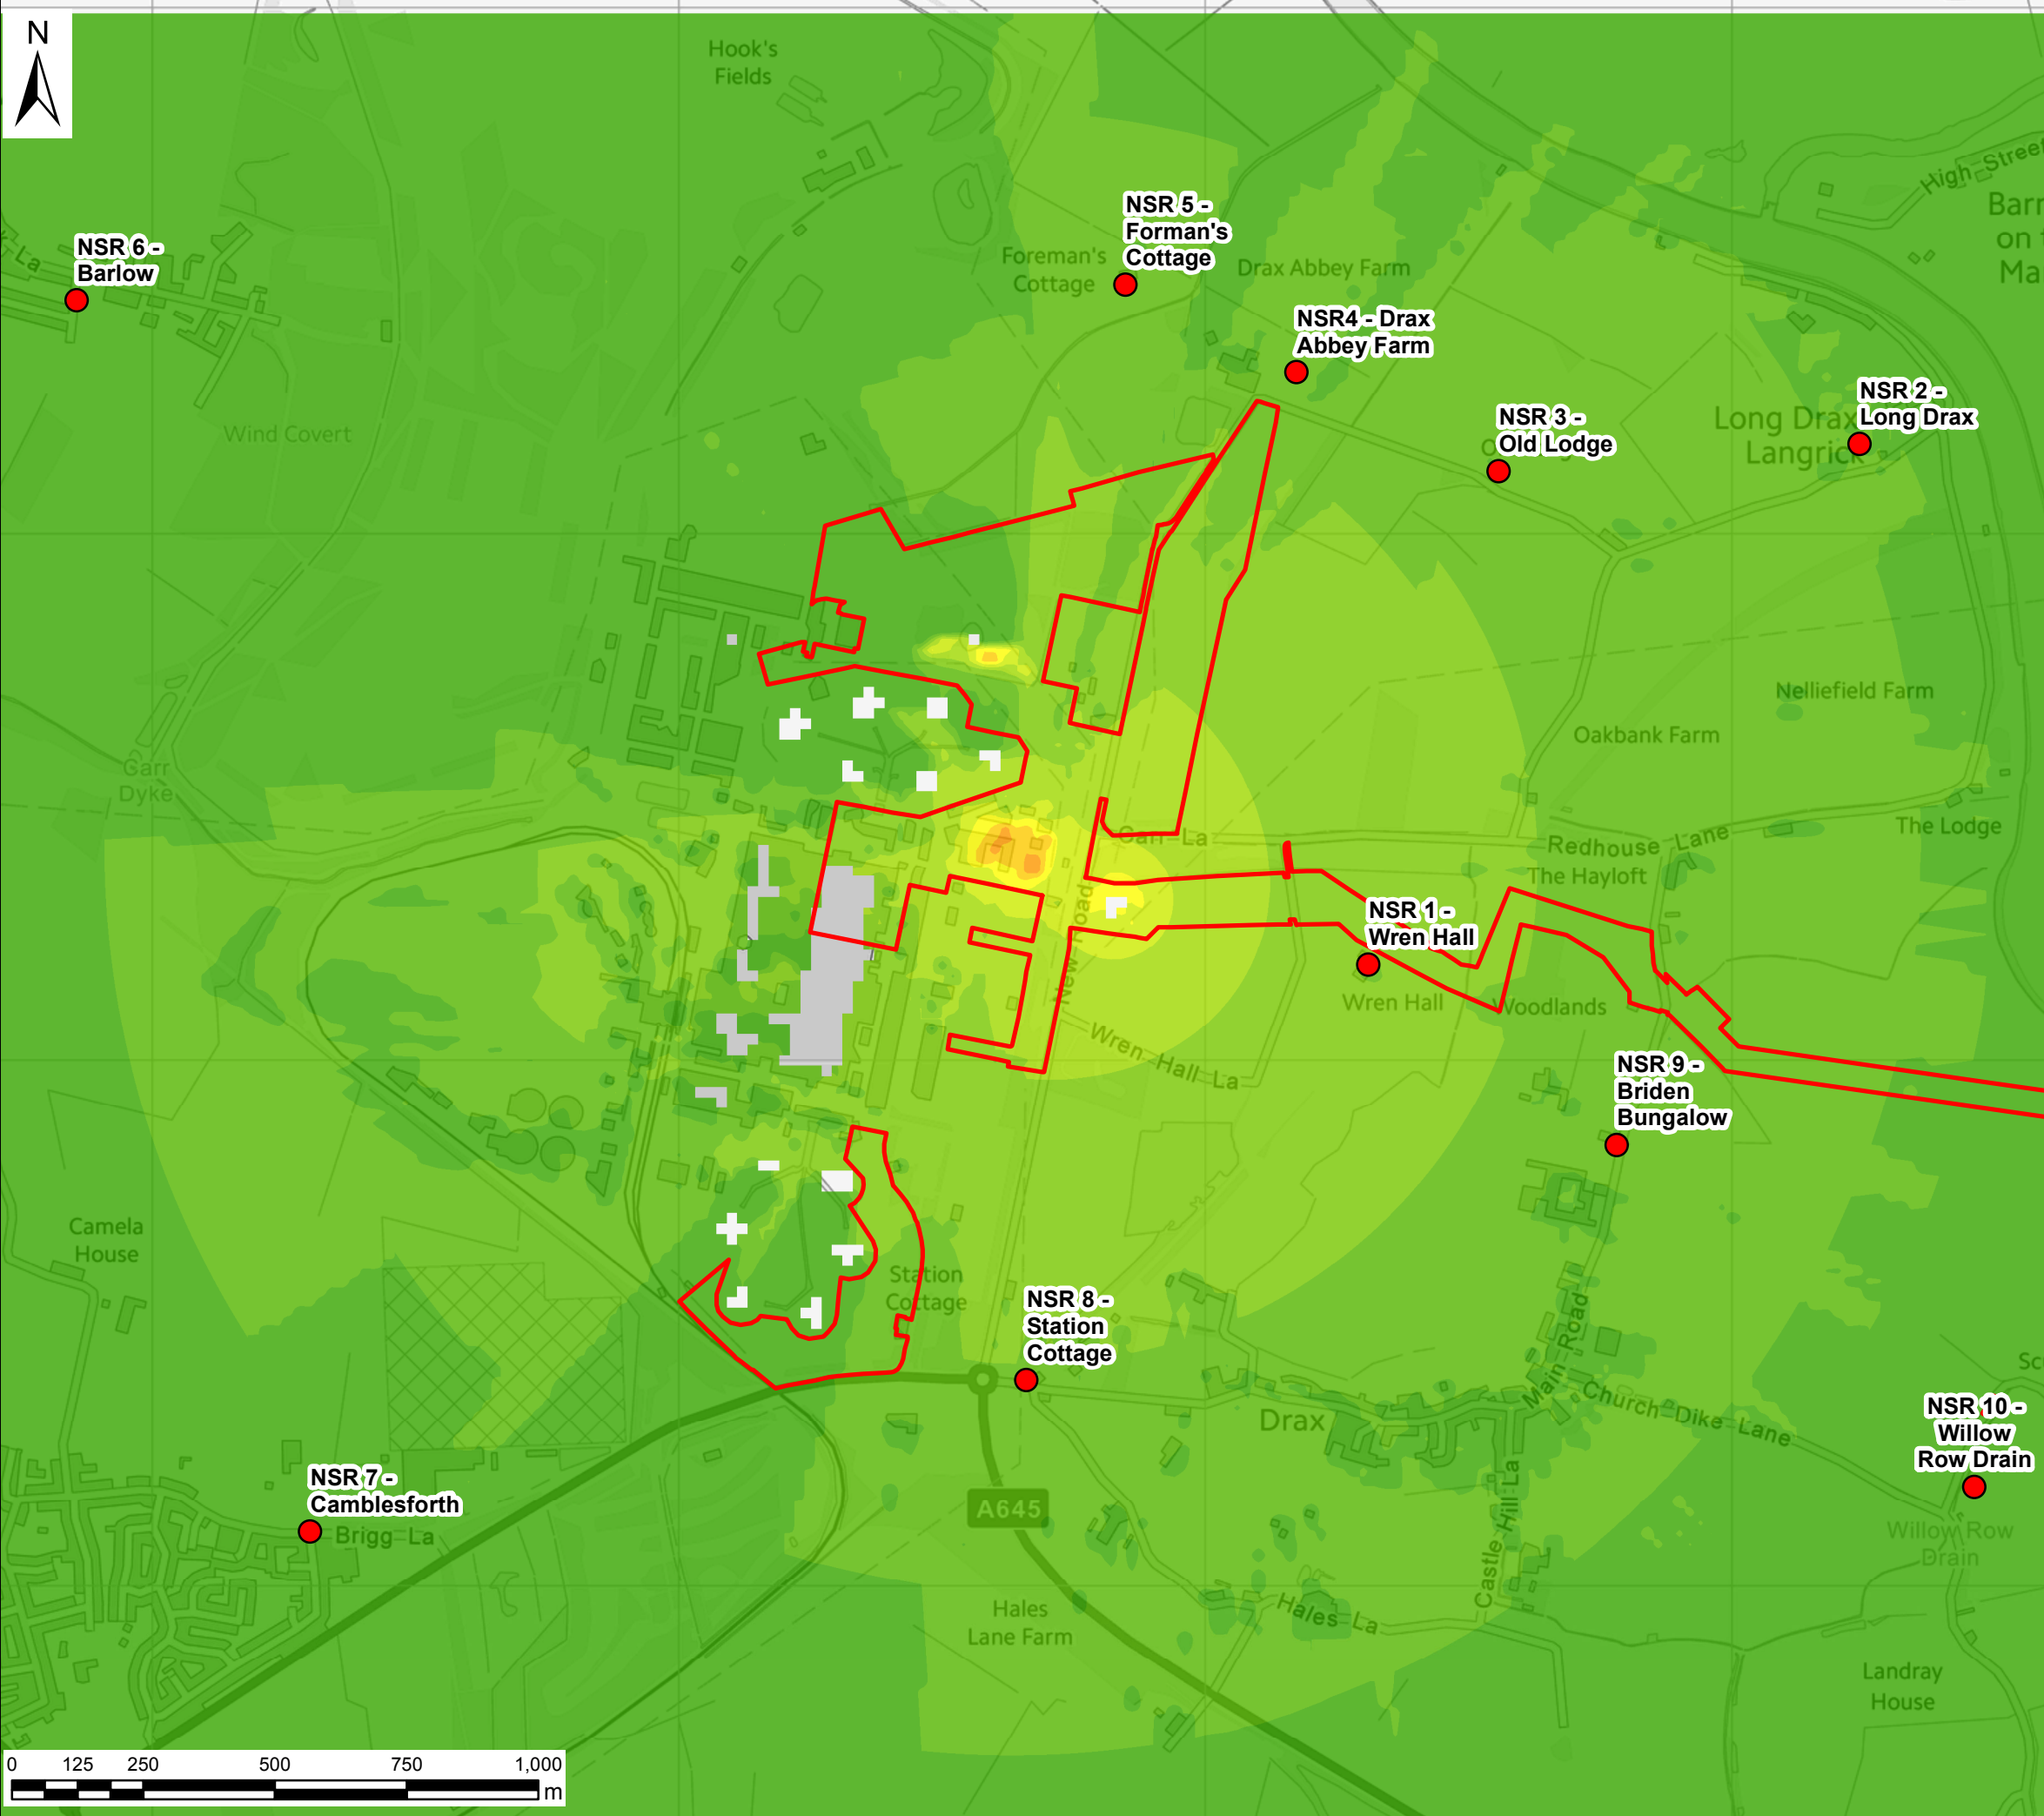 N
Hook's
Fields
High Street
NSR 5 -
Forman's
Cottage
Foreman's
Cottage
Drax Abbey Farm
NSR 6 -
Barlow
NSR4 - Drax
Abbey Farm
NSR 2 -
Long Drax
Long Drax
Langrick
NSR 3 -
Old Lodge
Wind Covert
Nelliefield Farm
Oakbank Farm
Carr
Dyke
Carr La
Redhouse Lane
The Lodge
The Hayloft
NSR 1 -
Wren Hall
New Road
Wren Hall
Woodlands
Wren Hall La
NSR 9 -
Briden
Bungalow
Camela
House
Station
Cottage
NSR 8 -
Station
Cottage
Main Road
Church Dike Lane
Drax
NSR 10 -
Willow
Row Drain
NSR 7 -
Camblesforth
Brigg La
A645
Castle Hill La
Willow Row
Drain
Hales La
Hales
Lane Farm
Landray
House
0 125 250 500 750 1,000
m